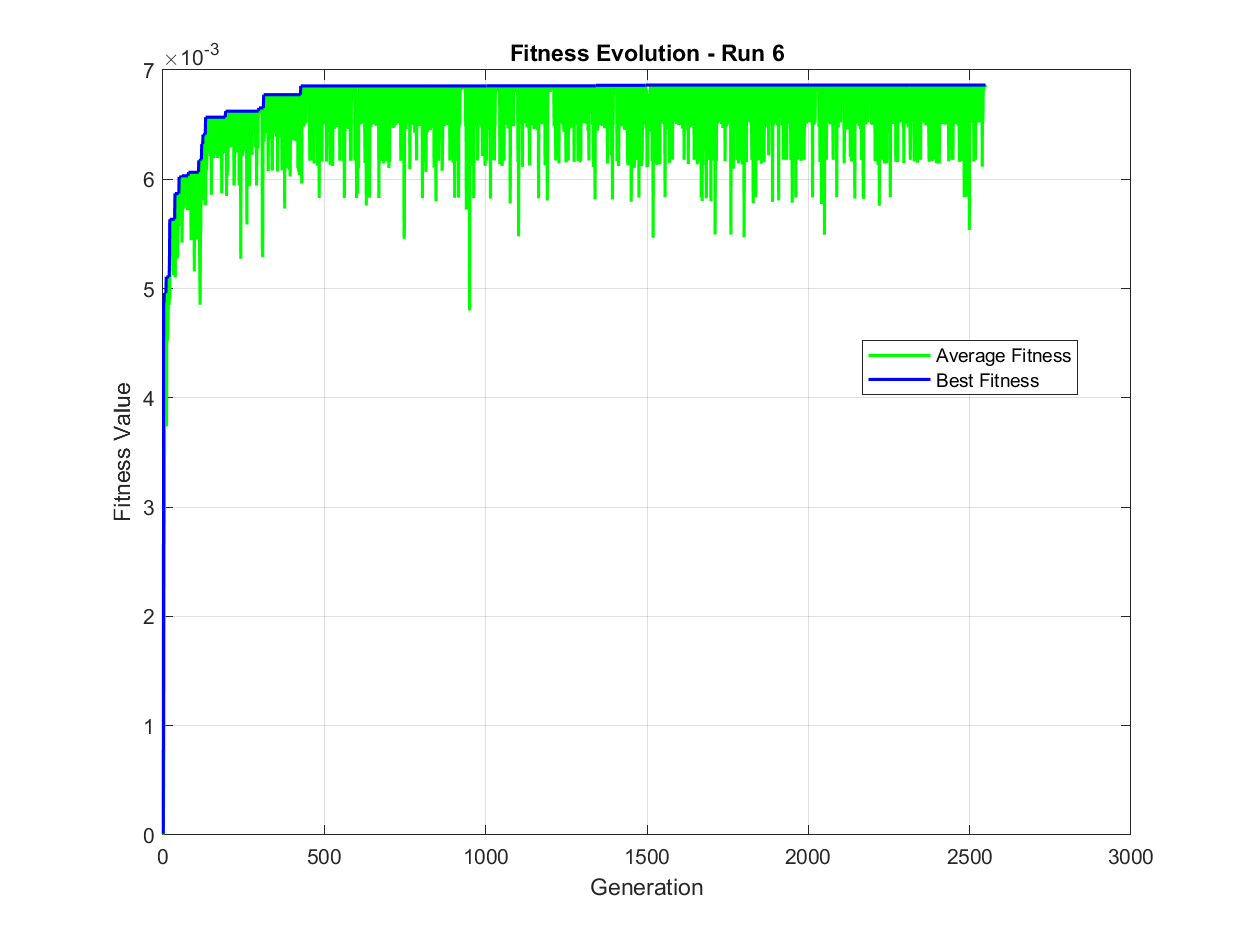 Fitness Evolution - Run 6
×10^-3
7
6
5
4
3
2
1
0
Fitness Value
Average Fitness
Best Fitness
0 500 1000 1500 2000 2500 3000
Generation